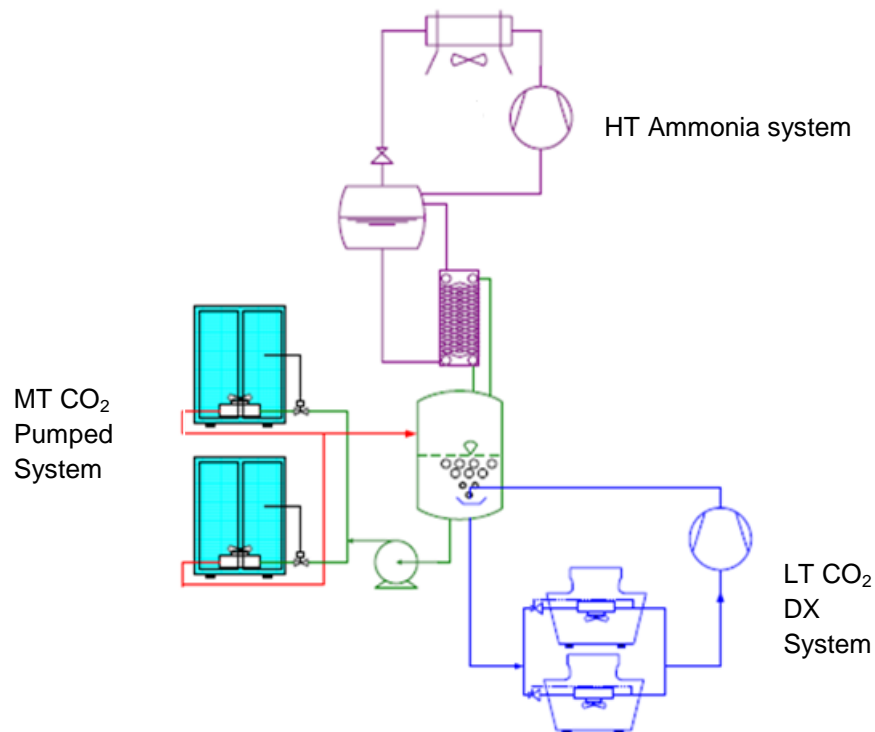 HT Ammonia system
MT CO₂
Pumped
System
LT CO₂
DX
System